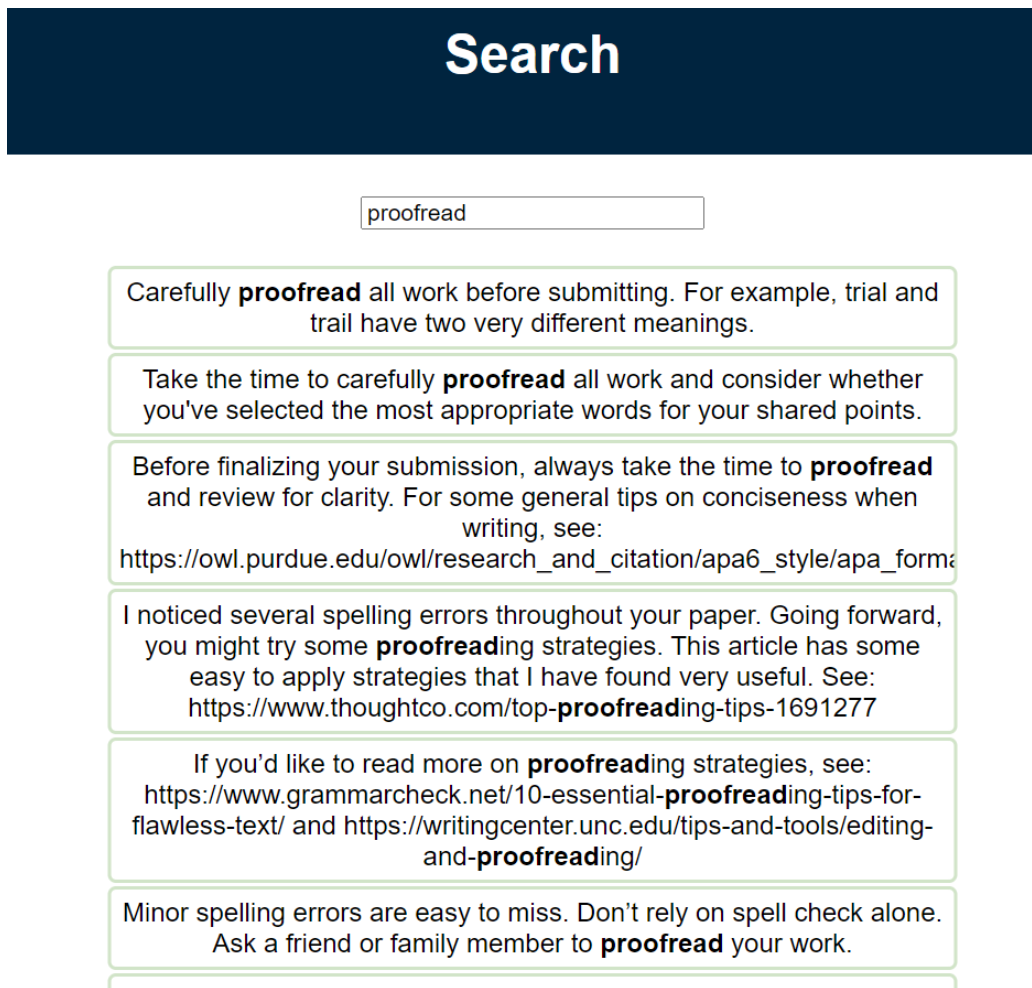 Search
proofread
Carefully proofread all work before submitting. For example, trial and
trail have two very different meanings.
Take the time to carefully proofread all work and consider whether
you've selected the most appropriate words for your shared points.
Before finalizing your submission, always take the time to proofread
and review for clarity. For some general tips on conciseness when
writing, see:
https://owl.purdue.edu/owl/research_and_citation/apa6_style/apa_forma
I noticed several spelling errors throughout your paper. Going forward,
you might try some proofreading strategies. This article has some
easy to apply strategies that I have found very useful. See:
https://www.thoughtco.com/top-proofreading-tips-1691277
If you’d like to read more on proofreading strategies, see:
https://www.grammarcheck.net/10-essential-proofreading-tips-for-
flawless-text/ and https://writingcenter.unc.edu/tips-and-tools/editing-
and-proofreading/
Minor spelling errors are easy to miss. Don’t rely on spell check alone.
Ask a friend or family member to proofread your work.